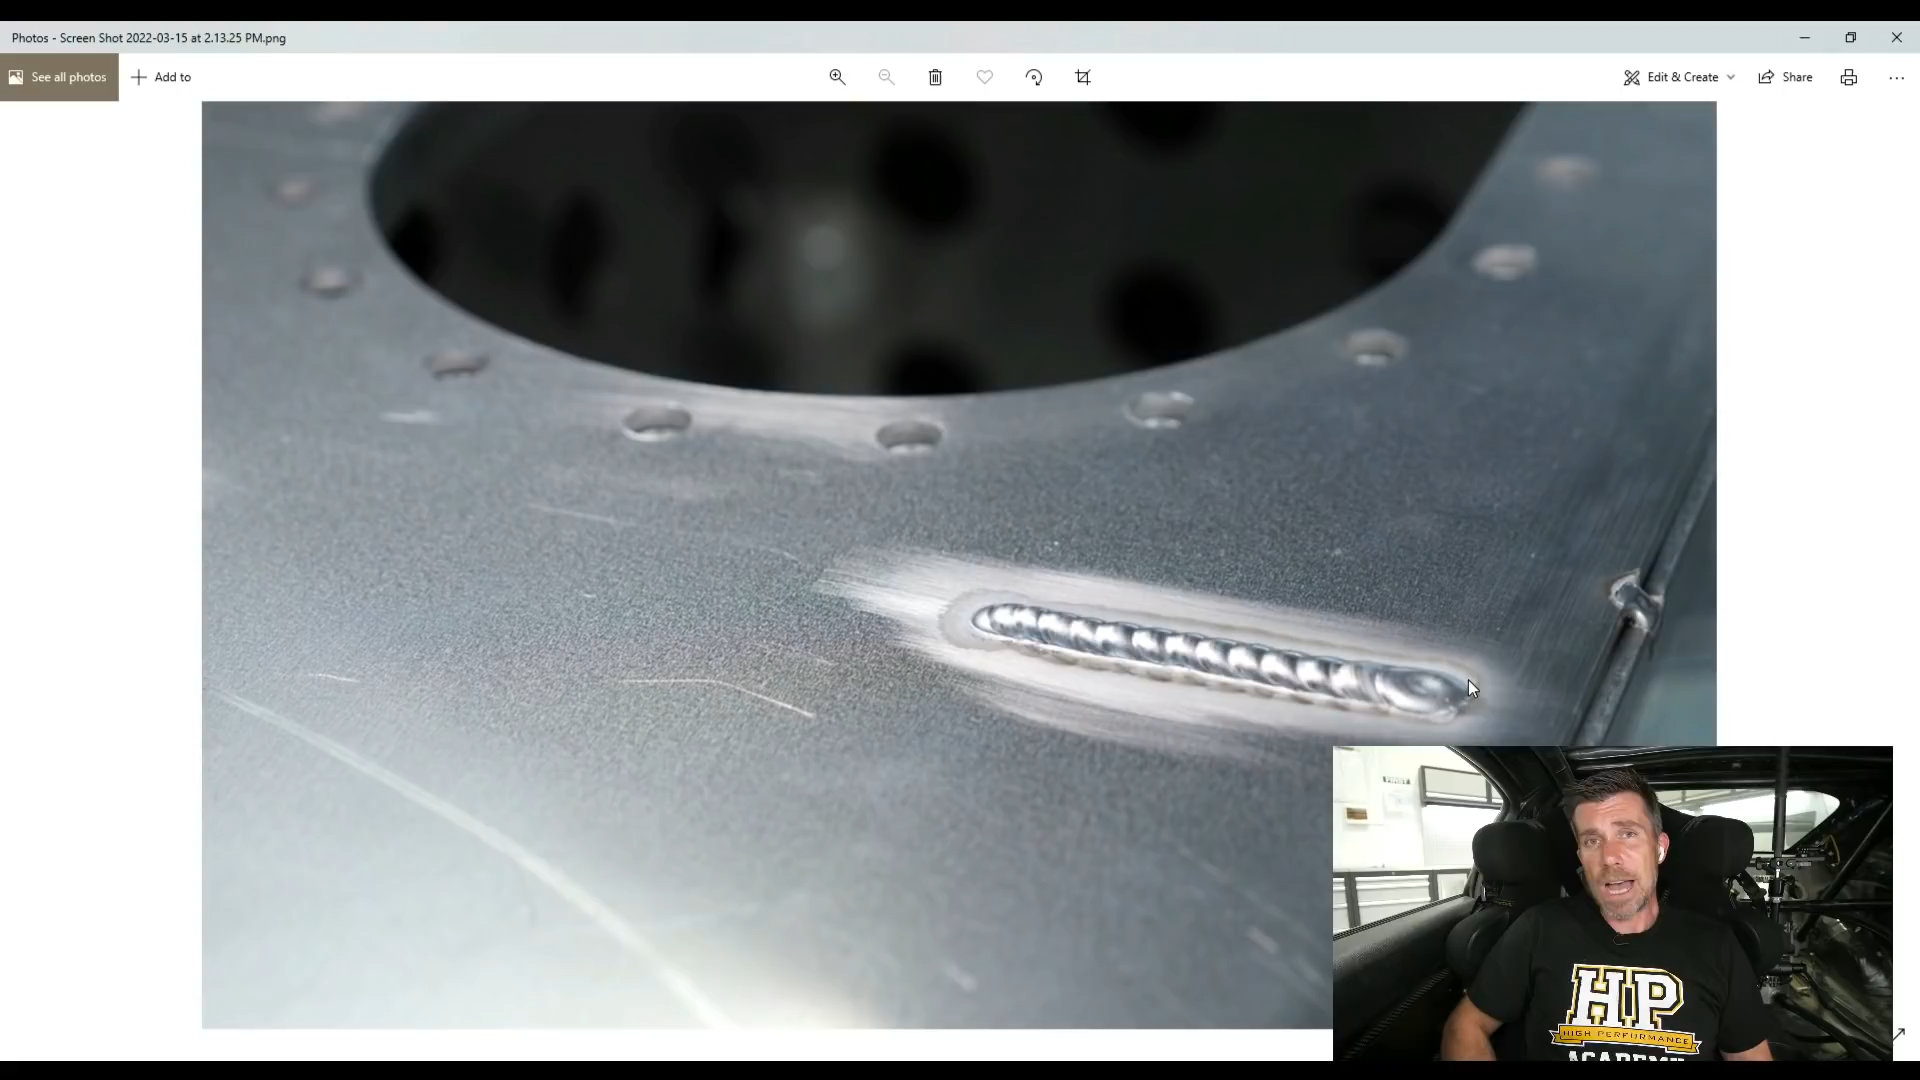 Photos - Screen Shot 2022-03-15 at 2.13.25 PM.png
See all photos
Add to
Edit & Create
Share
HP
HIGH PERFORMANCE
ACADEMY